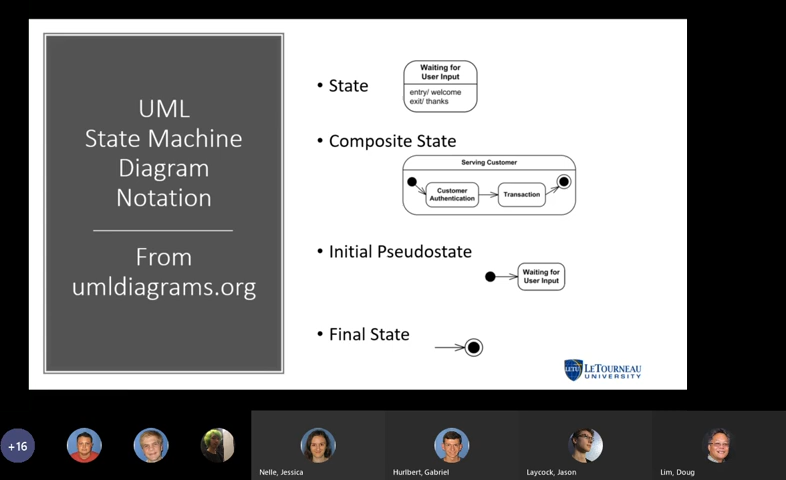 UML
State Machine
Diagram
Notation
From
umldiagrams.org
• State
Waiting for
User Input
entry/ welcome
exit/ thanks
• Composite State
Serving Customer
Customer
Authentication
Transaction
• Initial Pseudostate
Waiting for
User Input
• Final State
LETU
LETOURNEAU
UNIVERSITY
+16
Nelle, Jessica
Hurlbert, Gabriel
Laycock, Jason
Lim, Doug